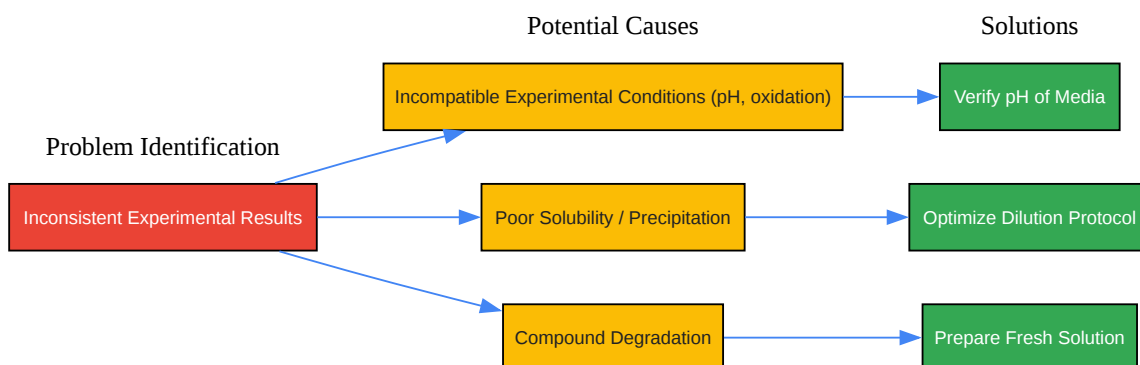 Potential Causes
Solutions
Incompatible Experimental Conditions (pH, oxidation)
Verify pH of Media
Problem Identification
Inconsistent Experimental Results
Poor Solubility / Precipitation
Optimize Dilution Protocol
Compound Degradation
Prepare Fresh Solution